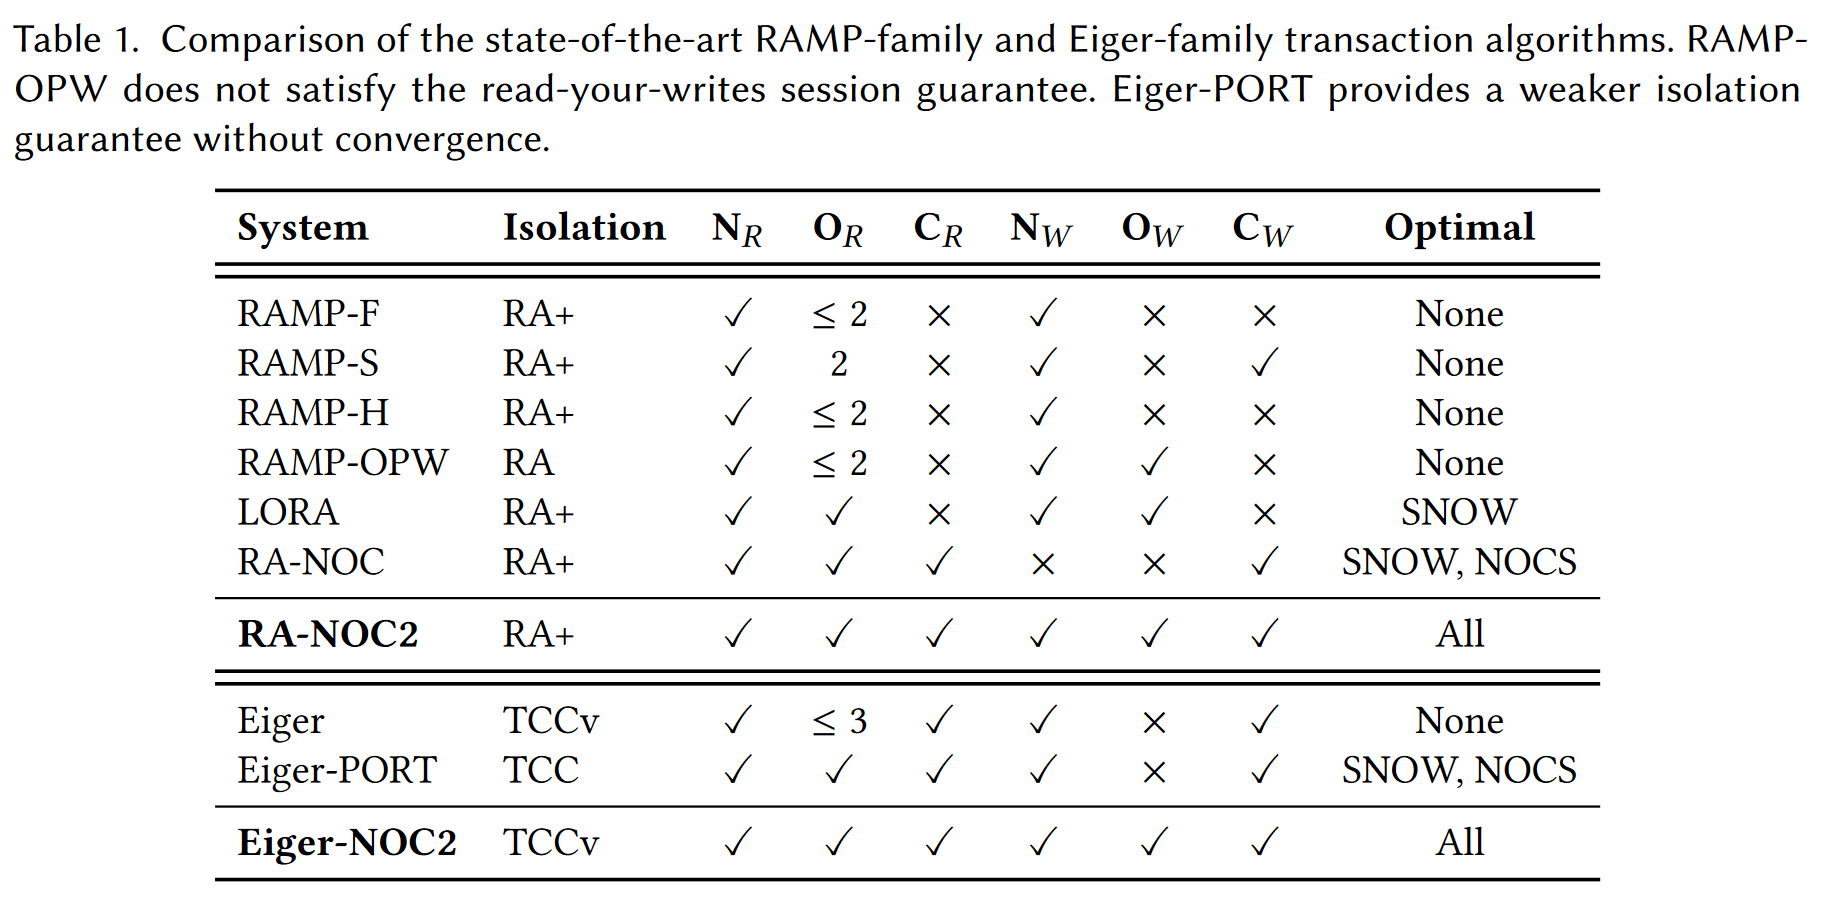 Table 1. Comparison of the state-of-the-art RAMP-family and Eiger-family transaction algorithms. RAMP-
OPW does not satisfy the read-your-writes session guarantee. Eiger-PORT provides a weaker isolation
guarantee without convergence.
System Isolation N_R O_R C_R N_W O_W C_W Optimal
RAMP-F RA+ ✓ ≤ 2 × ✓ × × None
RAMP-S RA+ ✓ 2 × ✓ × ✓ None
RAMP-H RA+ ✓ ≤ 2 × ✓ × × None
RAMP-OPW RA ✓ ≤ 2 × ✓ ✓ × None
LORA RA+ ✓ ✓ × ✓ ✓ × SNOW
RA-NOC RA+ ✓ ✓ ✓ × × ✓ SNOW, NOCS
RA-NOC2 RA+ ✓ ✓ ✓ ✓ ✓ ✓ All
Eiger TCCv ✓ ≤ 3 ✓ ✓ × ✓ None
Eiger-PORT TCC ✓ ✓ ✓ ✓ × ✓ SNOW, NOCS
Eiger-NOC2 TCCv ✓ ✓ ✓ ✓ ✓ ✓ All